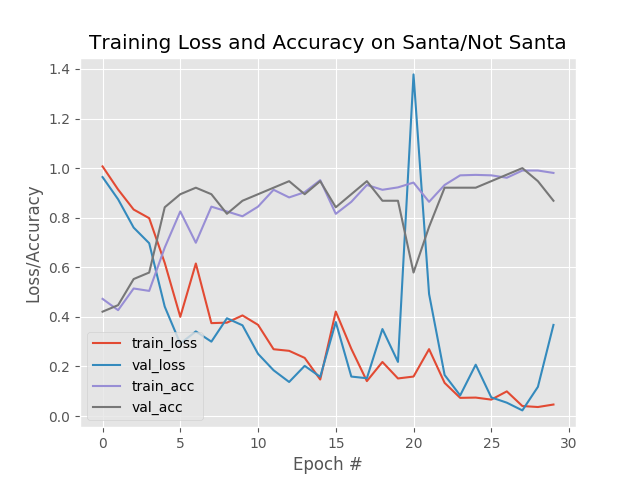 Training Loss and Accuracy on Santa/Not Santa
Loss/Accuracy
1.4
1.2
1.0
0.8
0.6
0.4
0.2
0.0
train_loss
val_loss
train_acc
val_acc
0 5 10 15 20 25 30
Epoch #